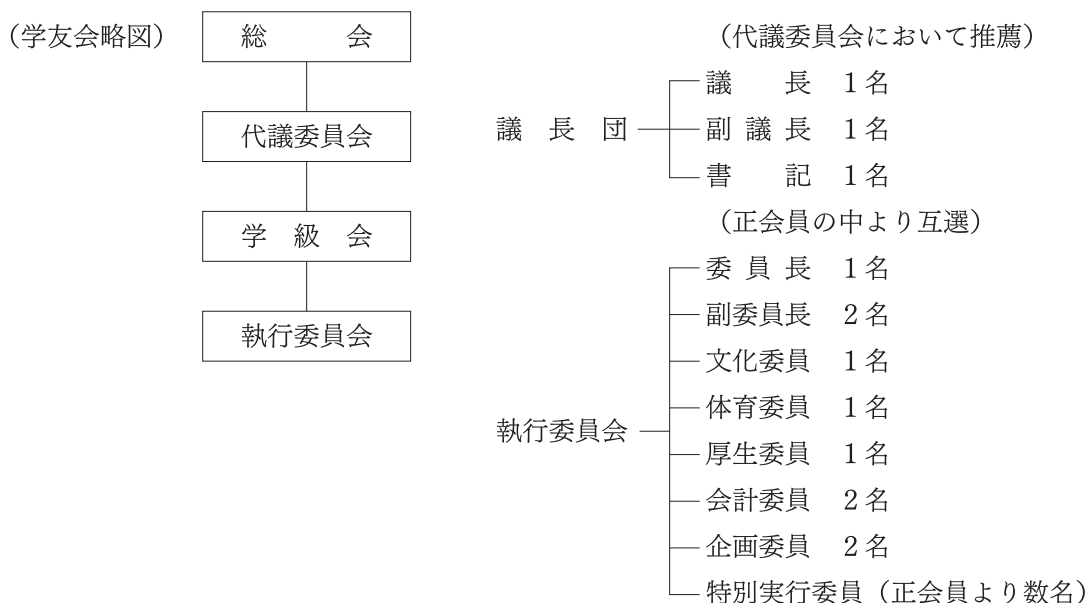 (学友会略図)
総会
代議委員会
学級会
執行委員会
(代議委員会において推薦)
議長団
議長 1名
副議長 1名
書記 1名
(正会員の中より互選)
執行委員会
委員長 1名
副委員長 2名
文化委員 1名
体育委員 1名
厚生委員 1名
会計委員 2名
企画委員 2名
特別実行委員(正会員より数名)